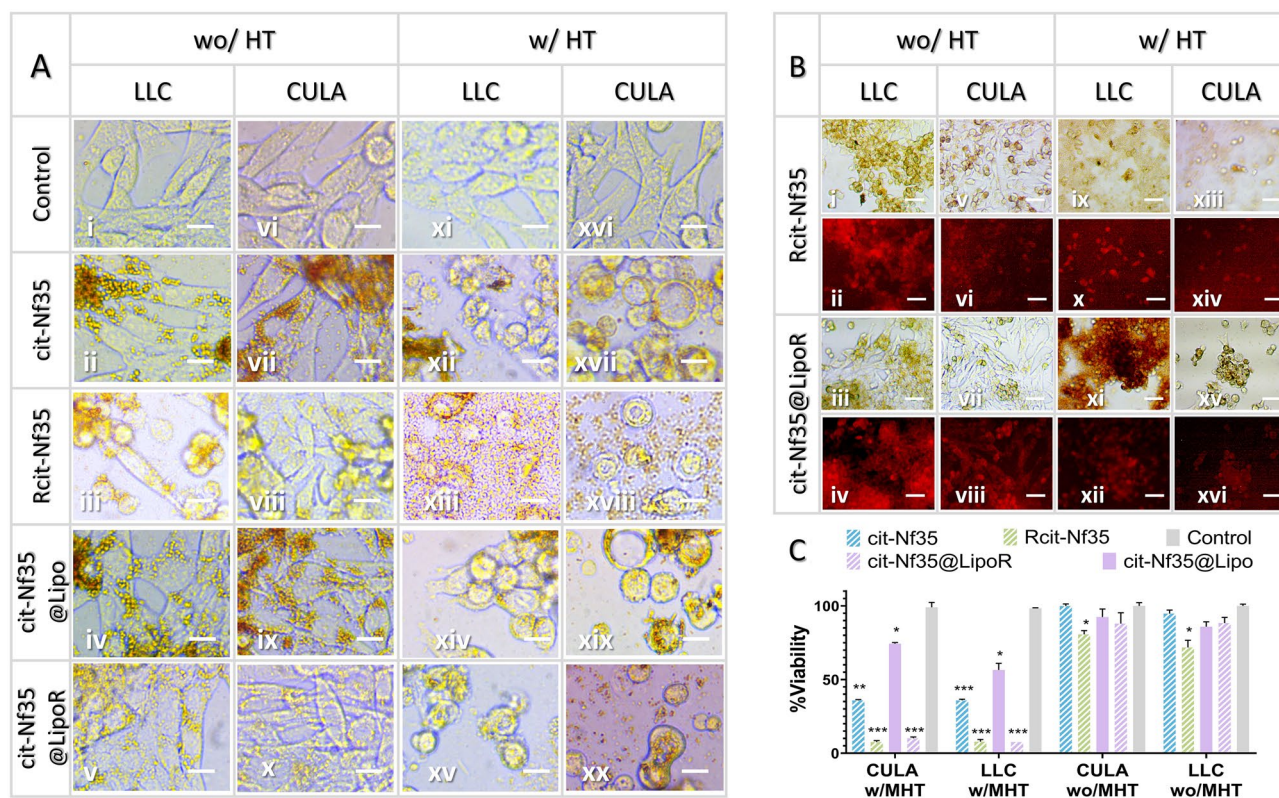 A
wo/ HT
w/ HT
LLC
CULA
LLC
CULA
Control
i
vi
xi
xvi
cit-Nf35
ii
vii
xii
xvii
Rcit-Nf35
iii
viii
xiii
xviii
cit-Nf35
@Lipo
iv
ix
xiv
xix
cit-Nf35
@LipoR
v
x
xv
xx
B
wo/ HT
w/ HT
LLC
CULA
LLC
CULA
Rcit-Nf35
i
v
ix
xiii
ii
vi
x
xiv
cit-Nf35@LipoR
iii
vii
xi
xv
iv
viii
xii
xvi
C
cit-Nf35
Rcit-Nf35
Control
cit-Nf35@LipoR
cit-Nf35@Lipo
%Viability
100
50
0
**
***
*
***
***
***
*
***
*
*
CULA
w/MHT
LLC
w/MHT
CULA
wo/MHT
LLC
wo/MHT